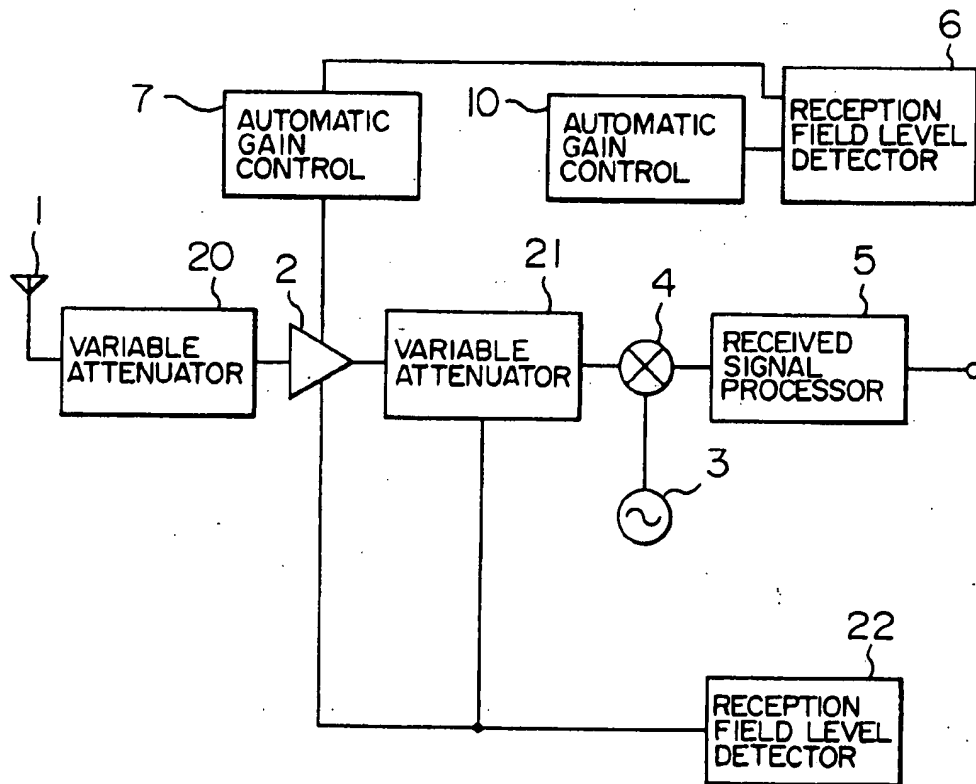 6
7
AUTOMATIC
GAIN
CONTROL
10
AUTOMATIC
GAIN
CONTROL
RECEPTION
FIELD LEVEL
DETECTOR
1
20
VARIABLE
ATTENUATOR
2
21
VARIABLE
ATTENUATOR
4
5
RECEIVED
SIGNAL
PROCESSOR
3
22
RECEPTION
FIELD LEVEL
DETECTOR